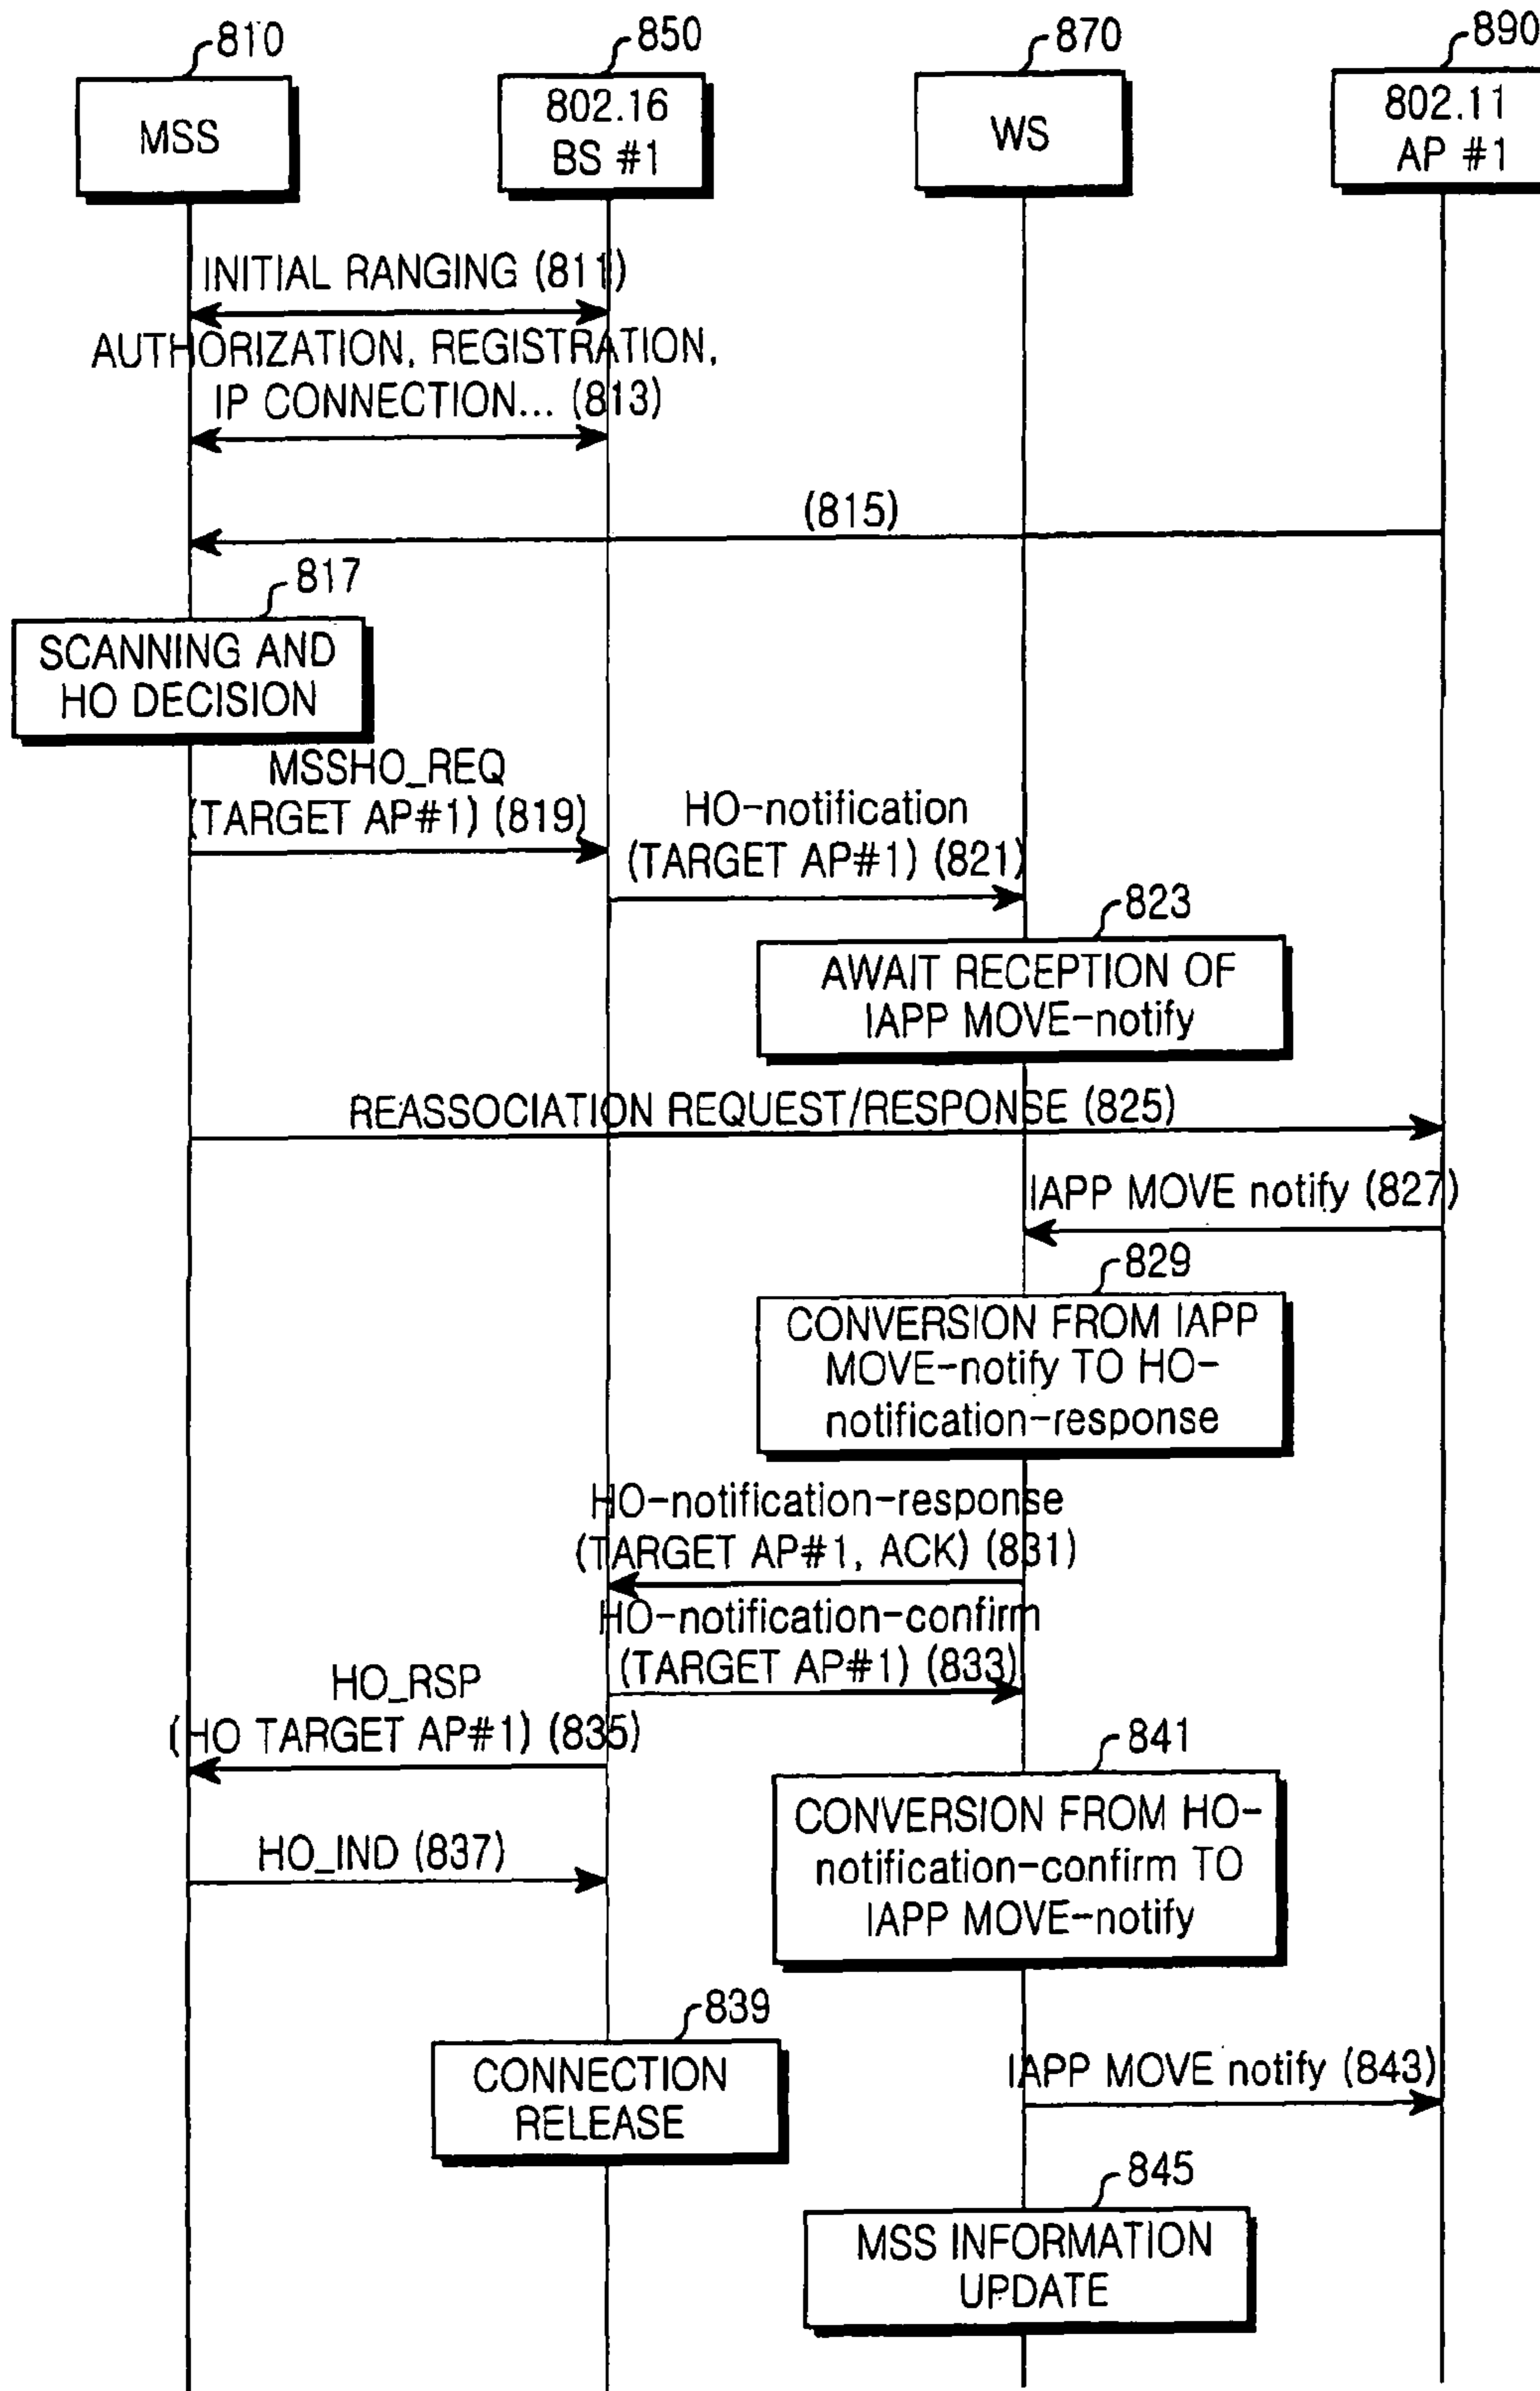 810
850
870
890
MSS
802.16
BS #1
WS
802.11
AP #1
INITIAL RANGING (811)
AUTHORIZATION, REGISTRATION,
IP CONNECTION... (813)
(815)
817
SCANNING AND
HO DECISION
MSSHO_REQ
(TARGET AP#1) (819)
HO-notification
(TARGET AP#1) (821)
823
AWAIT RECEPTION OF
IAPP MOVE-notify
REASSOCIATION REQUEST/RESPONSE (825)
IAPP MOVE notify (827)
829
CONVERSION FROM IAPP
MOVE-notify TO HO-
notification-response
HO-notification-response
(TARGET AP#1, ACK) (831)
HO-notification-confirm
(TARGET AP#1) (833)
HO_RSP
(HO TARGET AP#1) (835)
841
CONVERSION FROM HO-
notification-confirm TO
IAPP MOVE-notify
HO_IND (837)
839
CONNECTION
RELEASE
IAPP MOVE notify (843)
845
MSS INFORMATION
UPDATE